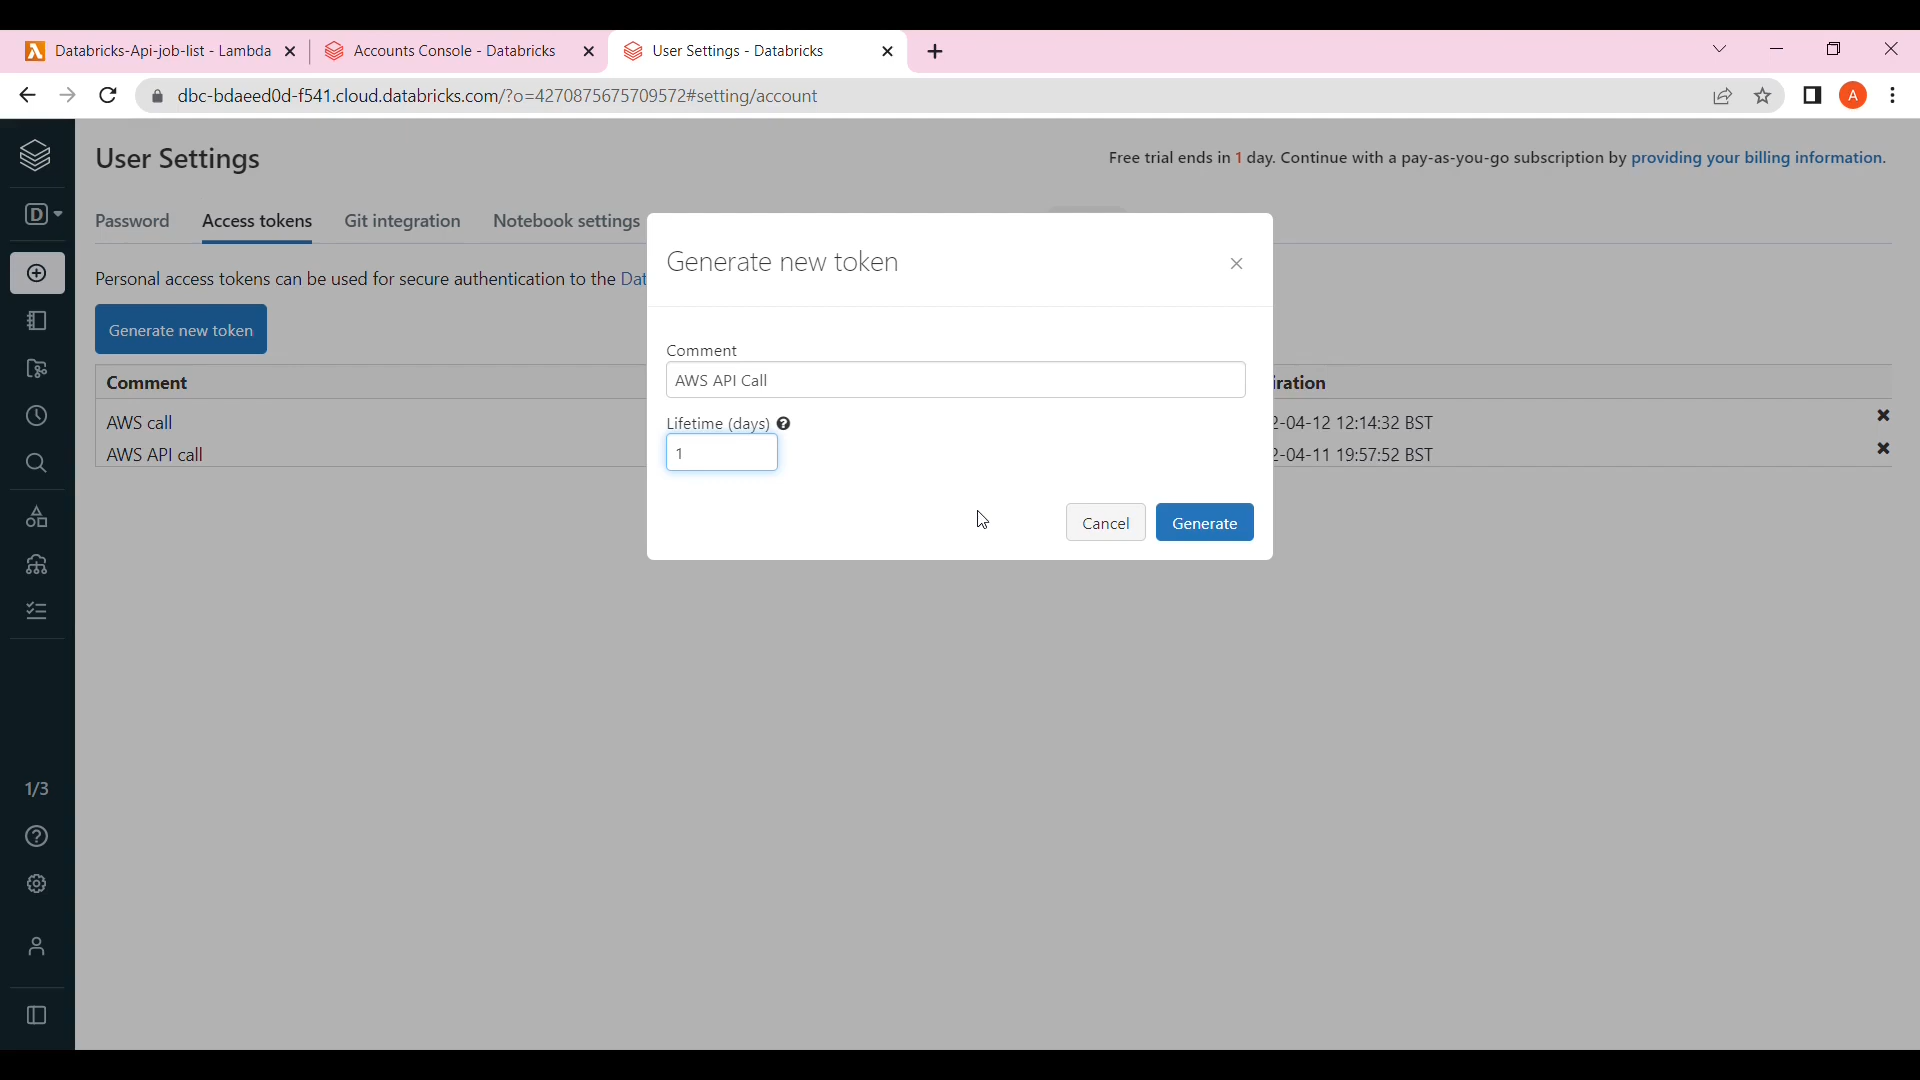 Databricks-Api-job-list - Lambda
Accounts Console - Databricks
User Settings - Databricks
dbc-bdaeed0d-f541.cloud.databricks.com/?o=4270875675709572#setting/account
A
User Settings
Free trial ends in 1 day. Continue with a pay-as-you-go subscription by providing your billing information.
D
Password Access tokens Git integration Notebook settings
Generate new token
Personal access tokens can be used for secure authentication to the Dat
Generate new token
Comment
Comment
AWS API Call
iration
AWS call
2-04-12 12:14:32 BST
Lifetime (days)
AWS API call
1
2-04-11 19:57:52 BST
Cancel
Generate
1/3